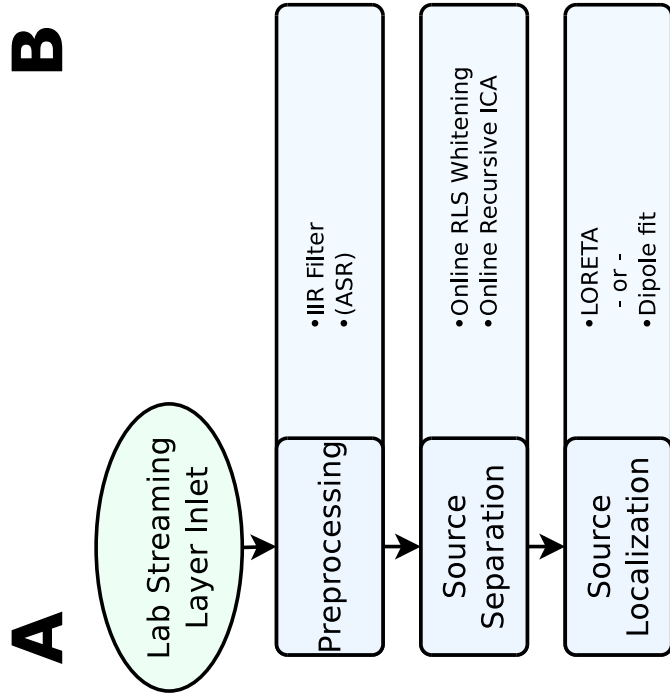 A
B
Lab Streaming
Layer Inlet
Preprocessing
•IIR Filter
•(ASR)
Source
Separation
•Online RLS Whitening
•Online Recursive ICA
Source
Localization
•LORETA
- or -
•Dipole fit